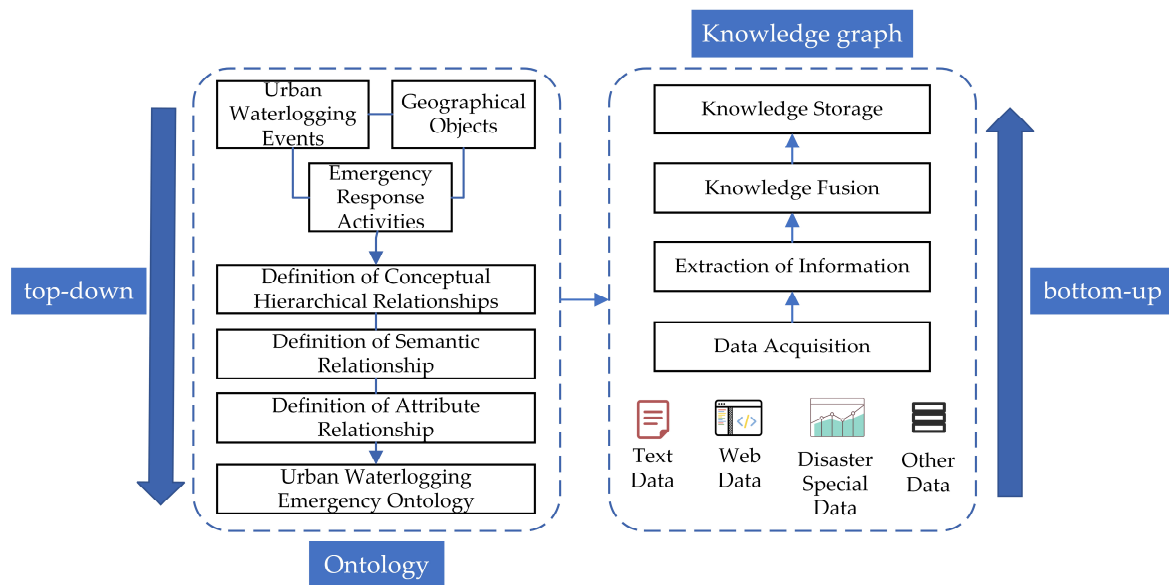 Knowledge graph
top-down
Urban
Waterlogging
Events
Geographical
Objects
Emergency
Response
Activities
Definition of Conceptual
Hierarchical Relationships
Definition of Semantic
Relationship
Definition of Attribute
Relationship
Urban Waterlogging
Emergency Ontology
Ontology
Knowledge Storage
Knowledge Fusion
Extraction of Information
Data Acquisition
Text
Data
Web
Data
Disaster
Special
Data
Other
Data
bottom-up